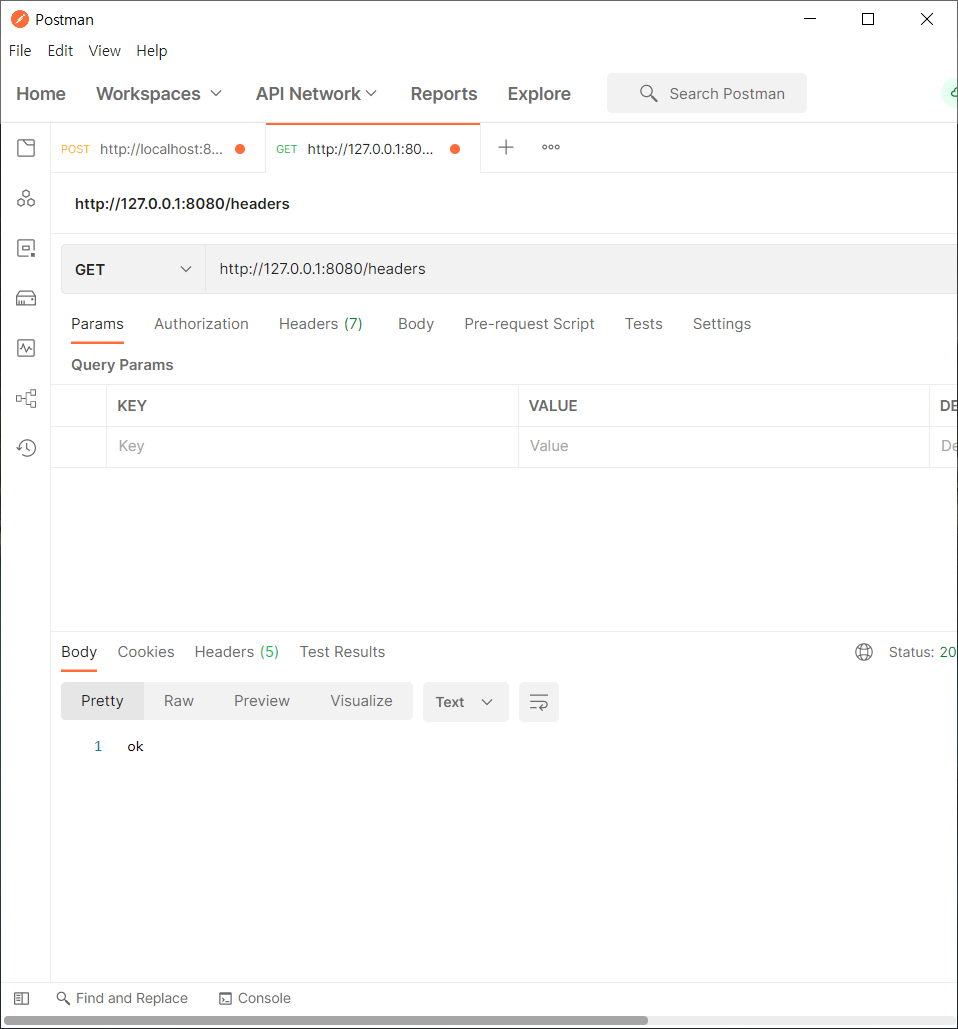 Postman
File Edit View Help
Home Workspaces API Network Reports Explore Search Postman
POST http://localhost:8... GET http://127.0.0.1:80...
http://127.0.0.1:8080/headers
GET http://127.0.0.1:8080/headers
Params Authorization Headers (7) Body Pre-request Script Tests Settings
Query Params
KEY VALUE DE
Key Value De
Body Cookies Headers (5) Test Results Status: 20
Pretty Raw Preview Visualize Text
1 ok
Find and Replace Console